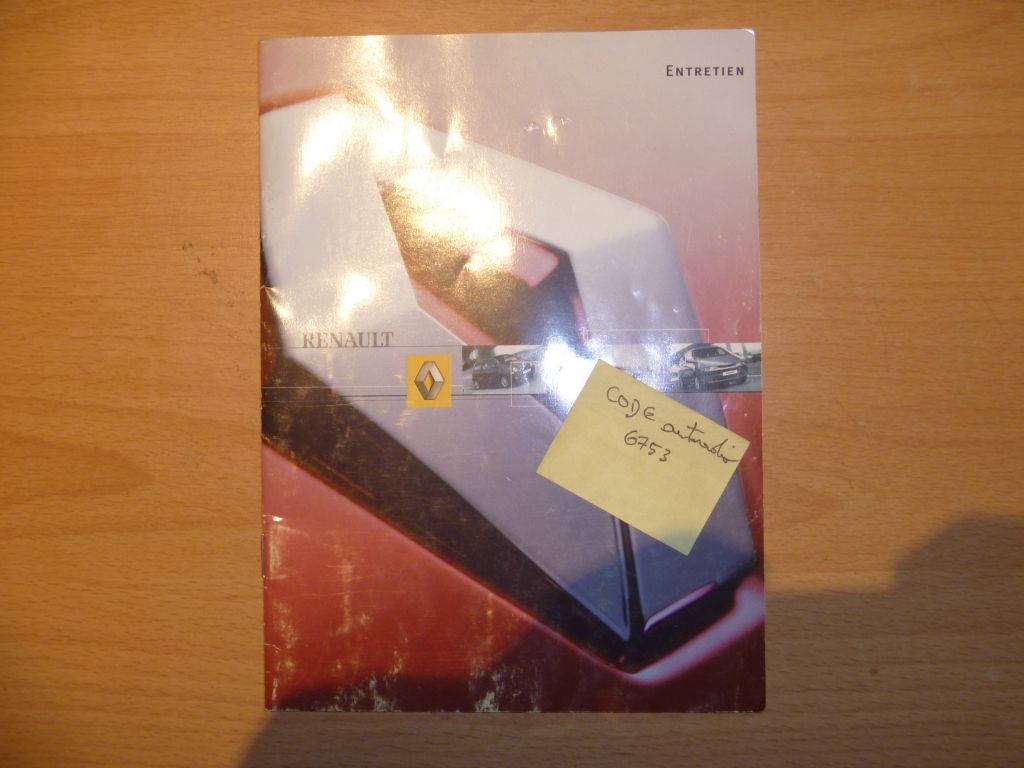 ENTRETIEN
RENAULT
CODE autoradio
6753